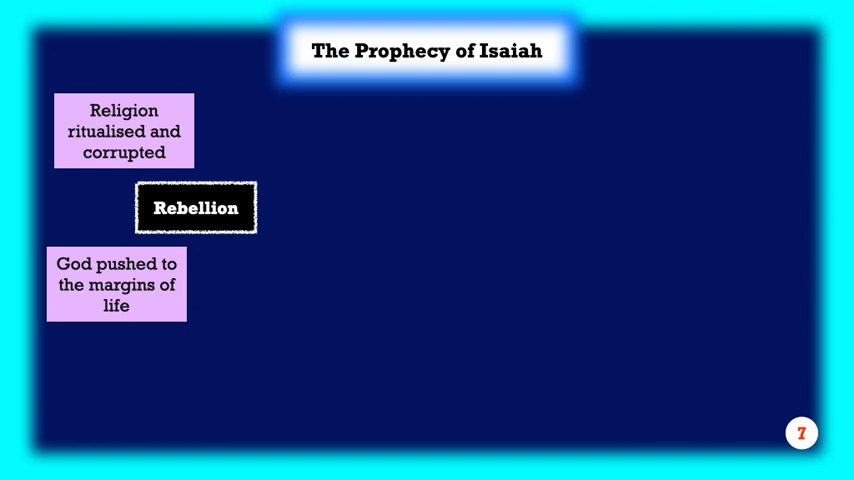 The Prophecy of Isaiah
Religion
ritualised and
corrupted
Rebellion
God pushed to
the margins of
life
7